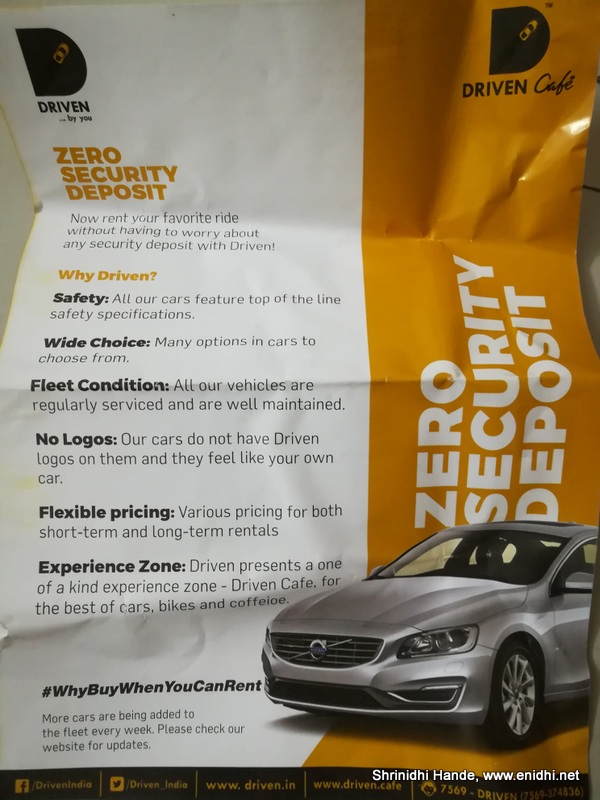 DRIVEN
... by you
TM
DRIVEN Café
ZERO
SECURITY
DEPOSIT
Now rent your favorite ride
without having to worry about
any security deposit with Driven!
Why Driven?
Safety: All our cars feature top of the line
safety specifications.
Wide Choice: Many options in cars to
choose from.
Fleet Condition: All our vehicles are
regularly serviced and are well maintained.
No Logos: Our cars do not have Driven
logos on them and they feel like your own
car.
Flexible pricing: Various pricing for both
short-term and long-term rentals
Experience Zone: Driven presents a one
of a kind experience zone - Driven Cafe, for
the best of cars, bikes and coffeioe.
ZERO
SECURITY
DEPOSIT
#WhyBuyWhenYouCanRent
More cars are being added to
the fleet every week. Please check our
website for updates.
/DrivenIndia /Driven_India www. driven.in www.driven.cafe 7569 - DRIVEN (7569-374836)
Shrinidhi Hande, www.enidhi.net